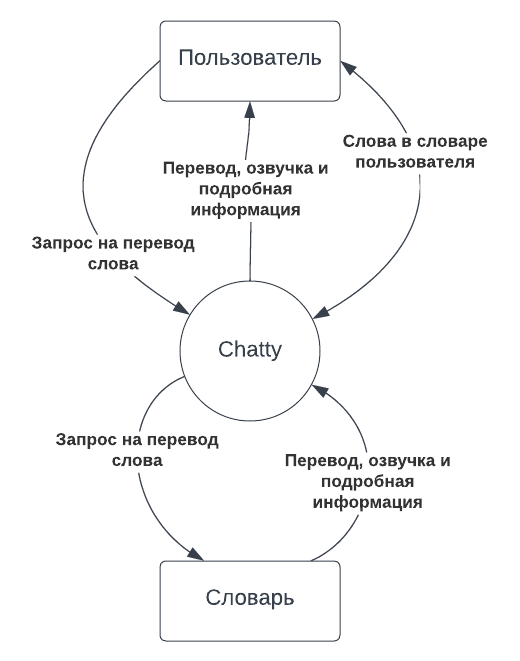 Пользователь
Слова в словаре
пользователя
Перевод, озвучка и
подробная
информация
Запрос на перевод
слова
Chatty
Запрос на перевод
слова
Перевод, озвучка и
подробная
информация
Словарь